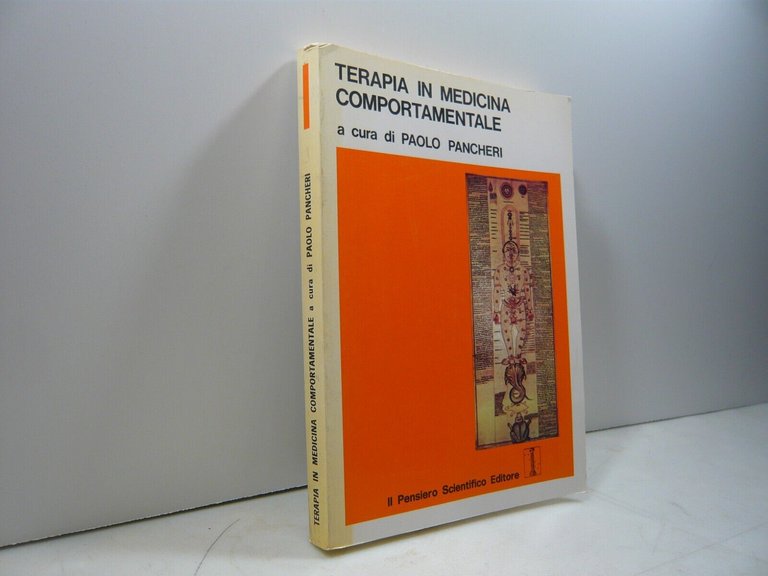 TERAPIA IN MEDICINA
COMPORTAMENTALE
a cura di PAOLO PANCHERI
Il Pensiero Scientifico Editore
TERAPIA IN MEDICINA COMPORTAMENTALE a cura di PAOLO PANCHERI